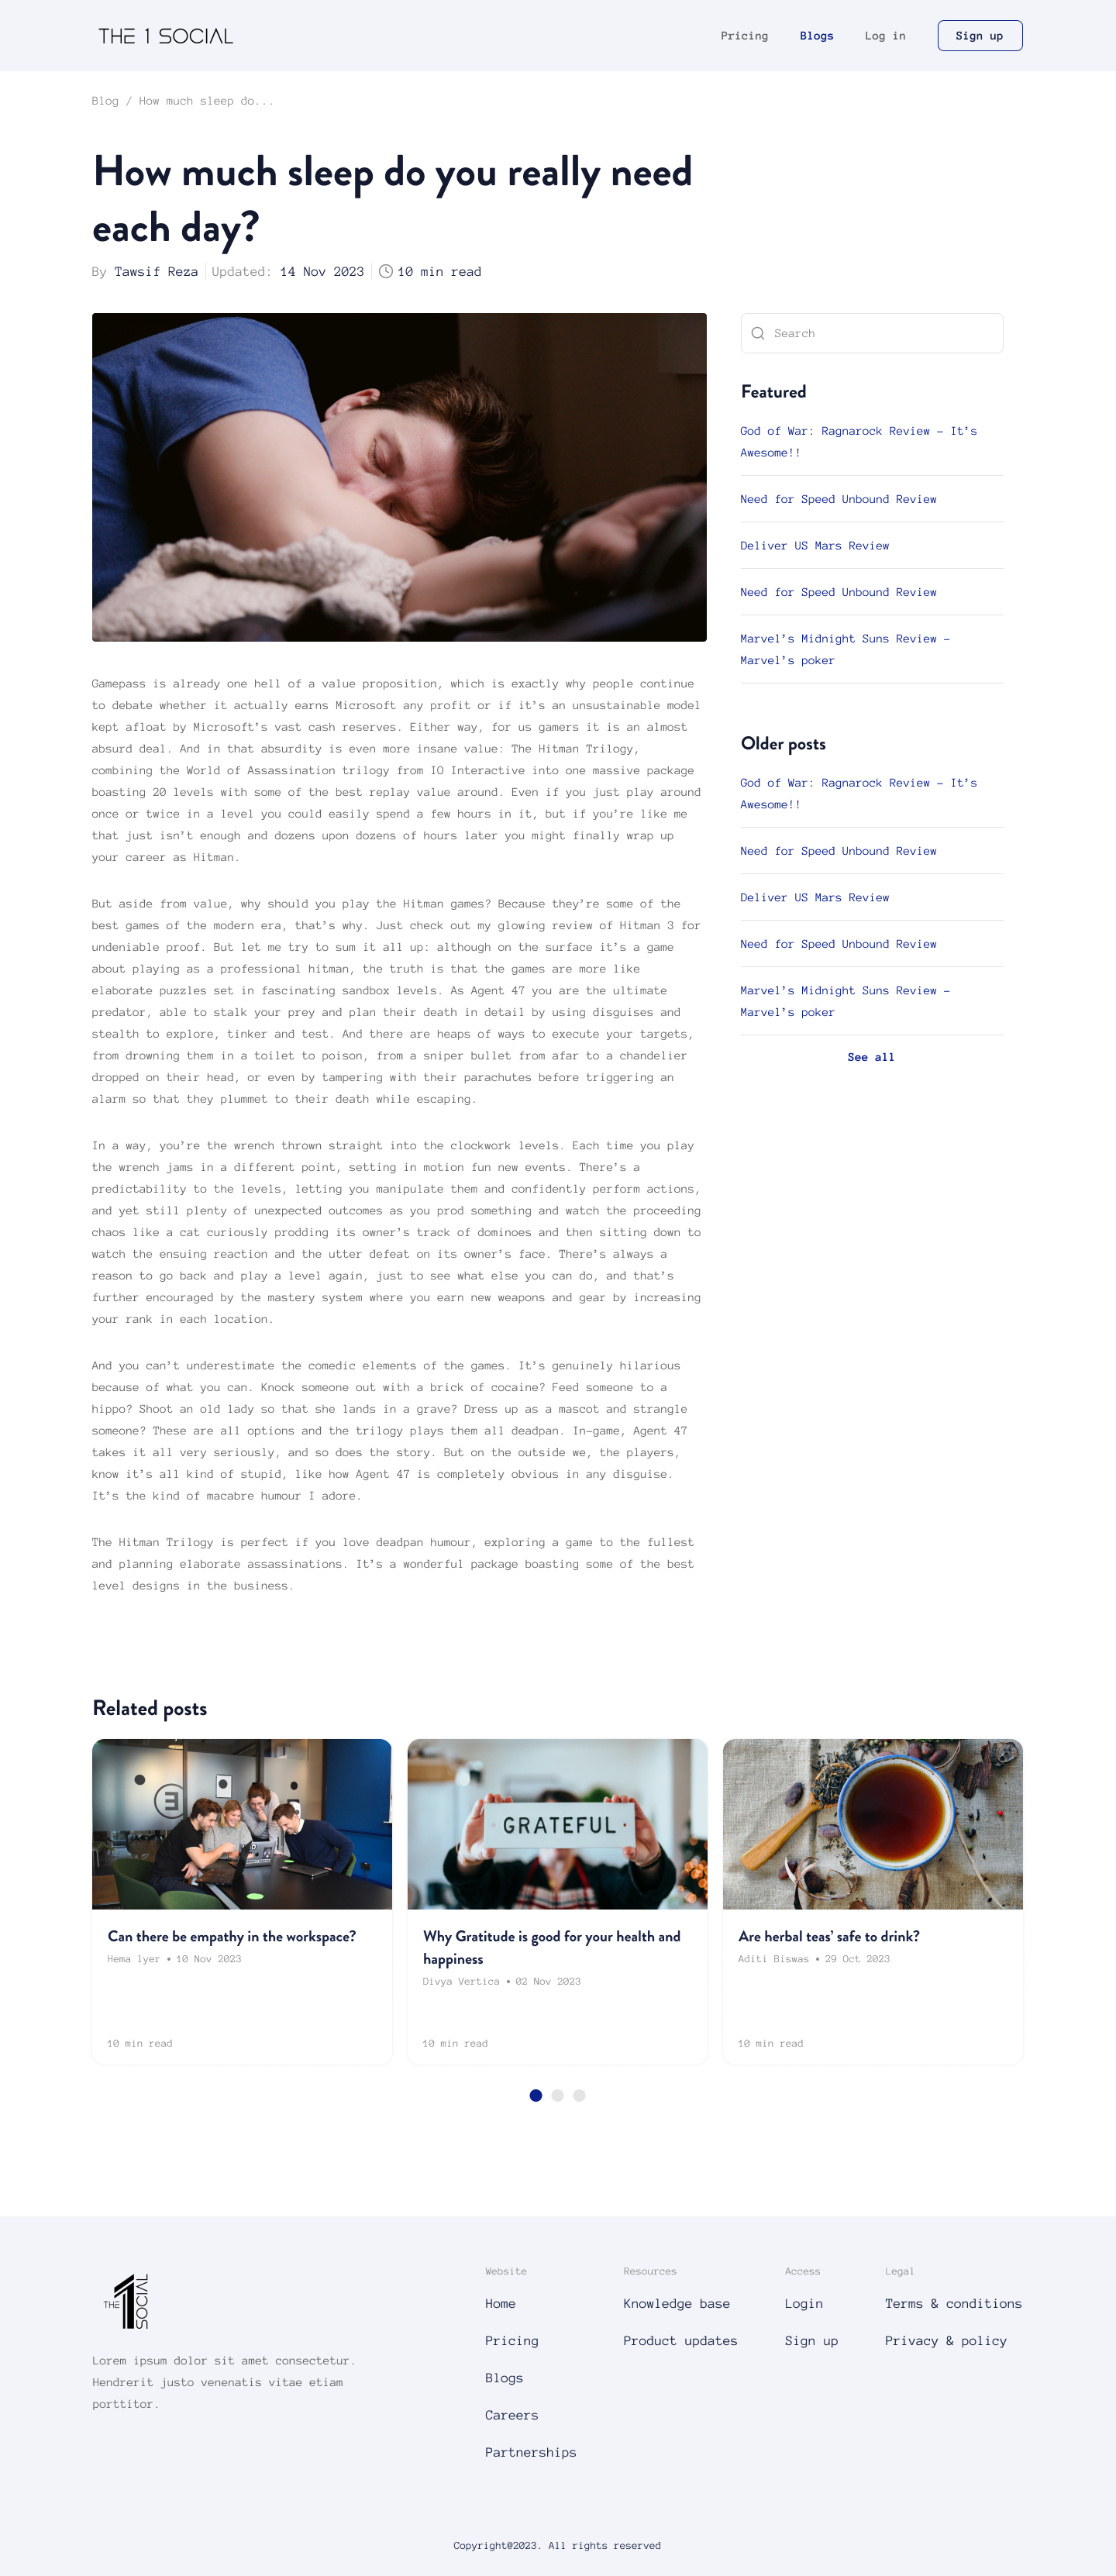 THE 1 SOCIAL
Pricing
Blogs
Log in
Sign up
Blog / How much sleep do...
How much sleep do you really need
each day?
By Tawsif Reza
Updated: 14 Nov 2023
10 min read
Gamepass is already one hell of a value proposition, which is exactly why people continue
to debate whether it actually earns Microsoft any profit or if it’s an unsustainable model
kept afloat by Microsoft’s vast cash reserves. Either way, for us gamers it is an almost
absurd deal. And in that absurdity is even more insane value: The Hitman Trilogy,
combining the World of Assassination trilogy from IO Interactive into one massive package
boasting 20 levels with some of the best replay value around. Even if you just play around
once or twice in a level you could easily spend a few hours in it, but if you’re like me
that just isn’t enough and dozens upon dozens of hours later you might finally wrap up
your career as Hitman.
But aside from value, why should you play the Hitman games? Because they’re some of the
best games of the modern era, that’s why. Just check out my glowing review of Hitman 3 for
undeniable proof. But let me try to sum it all up: although on the surface it’s a game
about playing as a professional hitman, the truth is that the games are more like
elaborate puzzles set in fascinating sandbox levels. As Agent 47 you are the ultimate
predator, able to stalk your prey and plan their death in detail by using disguises and
stealth to explore, tinker and test. And there are heaps of ways to execute your targets,
from drowning them in a toilet to poison, from a sniper bullet from afar to a chandelier
dropped on their head, or even by tampering with their parachutes before triggering an
alarm so that they plummet to their death while escaping.
In a way, you’re the wrench thrown straight into the clockwork levels. Each time you play
the wrench jams in a different point, setting in motion fun new events. There’s a
predictability to the levels, letting you manipulate them and confidently perform actions,
and yet still plenty of unexpected outcomes as you prod something and watch the proceeding
chaos like a cat curiously prodding its owner’s track of dominoes and then sitting down to
watch the ensuing reaction and the utter defeat on its owner’s face. There’s always a
reason to go back and play a level again, just to see what else you can do, and that’s
further encouraged by the mastery system where you earn new weapons and gear by increasing
your rank in each location.
And you can’t underestimate the comedic elements of the games. It’s genuinely hilarious
because of what you can. Knock someone out with a brick of cocaine? Feed someone to a
hippo? Shoot an old lady so that she lands in a grave? Dress up as a mascot and strangle
someone? These are all options and the trilogy plays them all deadpan. In-game, Agent 47
takes it all very seriously, and so does the story. But on the outside we, the players,
know it’s all kind of stupid, like how Agent 47 is completely obvious in any disguise.
It’s the kind of macabre humour I adore.
The Hitman Trilogy is perfect if you love deadpan humour, exploring a game to the fullest
and planning elaborate assassinations. It’s a wonderful package boasting some of the best
level designs in the business.
Search
Featured
God of War: Ragnarock Review – It’s
Awesome!!
Need for Speed Unbound Review
Deliver US Mars Review
Need for Speed Unbound Review
Marvel’s Midnight Suns Review –
Marvel’s poker
Older posts
God of War: Ragnarock Review – It’s
Awesome!!
Need for Speed Unbound Review
Deliver US Mars Review
Need for Speed Unbound Review
Marvel’s Midnight Suns Review –
Marvel’s poker
See all
Related posts
GRATEFUL
Can there be empathy in the workspace?
Hema lyer • 10 Nov 2023
10 min read
Why Gratitude is good for your health and
happiness
Divya Vertica • 02 Nov 2023
10 min read
Are herbal teas’ safe to drink?
Aditi Biswas • 29 Oct 2023
10 min read
THE 1 SOCIAL
Lorem ipsum dolor sit amet consectetur.
Hendrerit justo venenatis vitae etiam
porttitor.
Website
Home
Pricing
Blogs
Careers
Partnerships
Resources
Knowledge base
Product updates
Access
Login
Sign up
Legal
Terms & conditions
Privacy & policy
Copyright@2023. All rights reserved